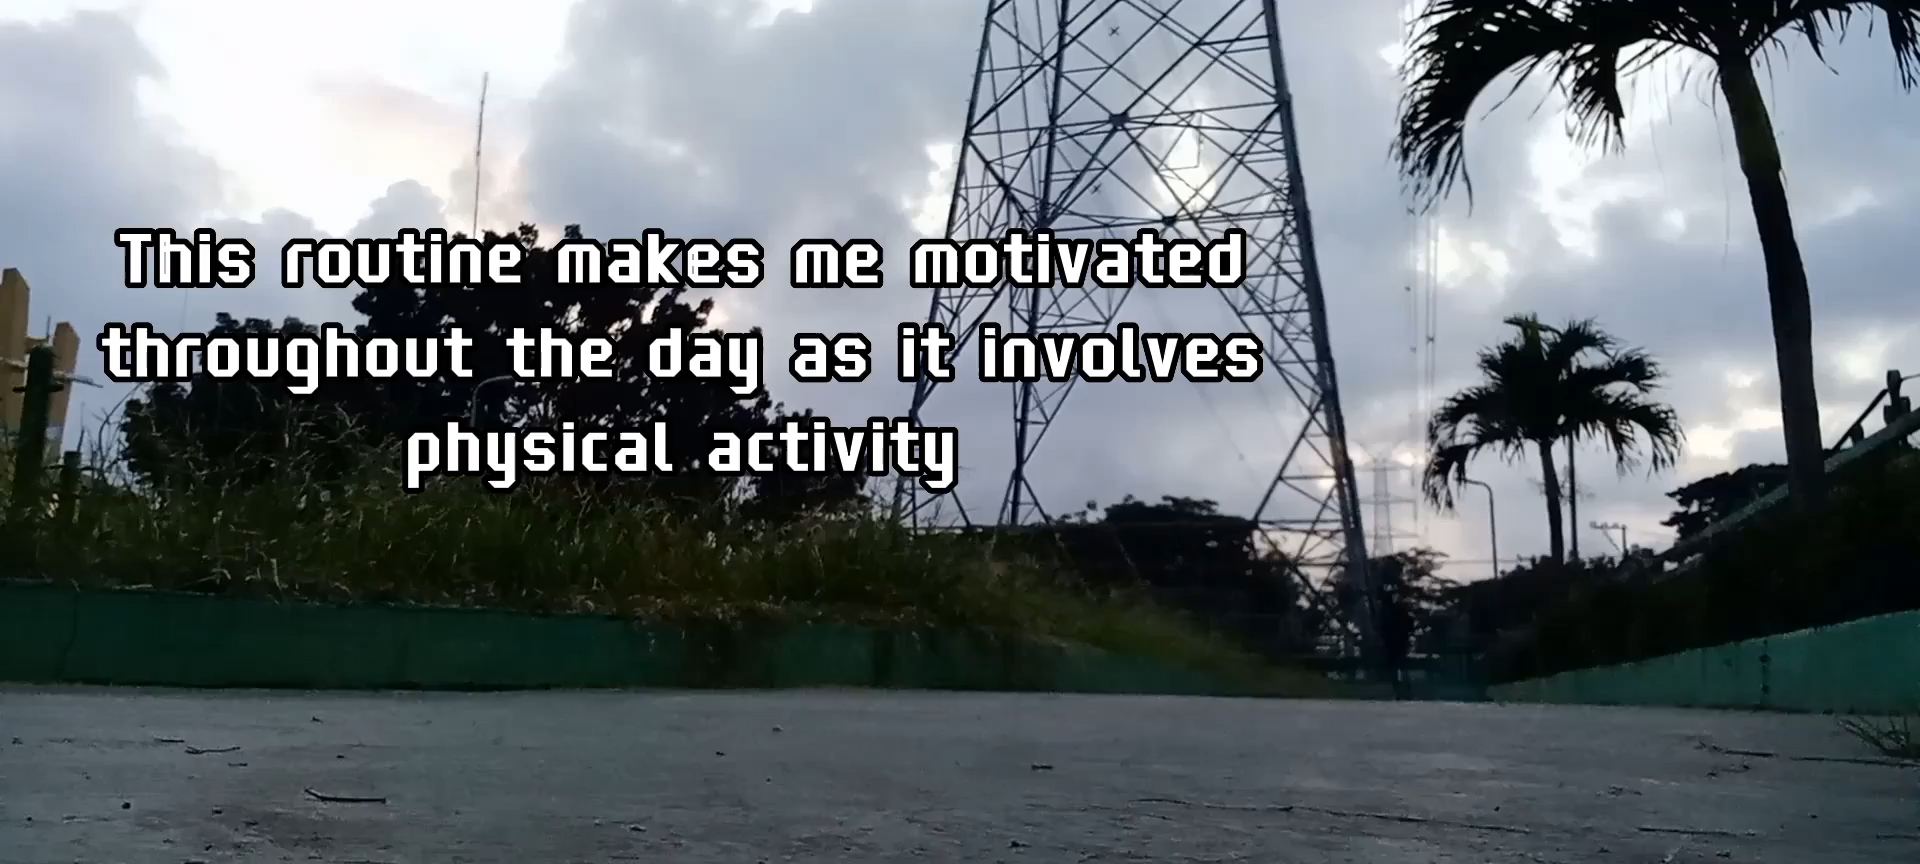 This routine makes me motivated
throughout the day as it involves
physical activity